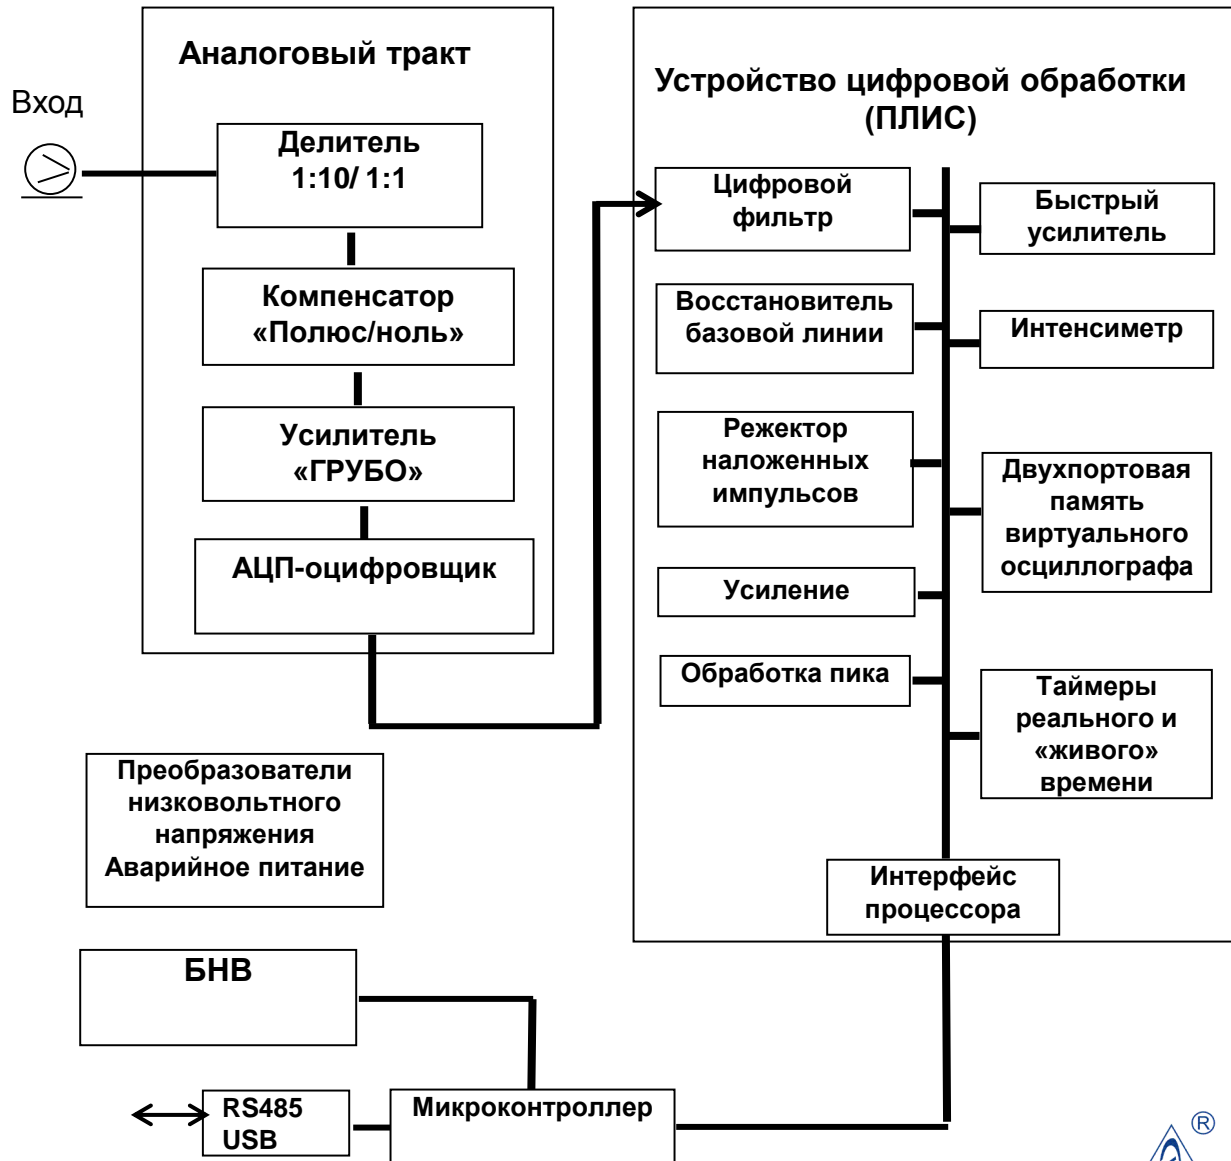 Аналоговый тракт
Вход
Делитель
1:10/ 1:1
Компенсатор
«Полюс/ноль»
Усилитель
«ГРУБО»
АЦП-оцифровщик
Устройство цифровой обработки
(ПЛИС)
Цифровой
фильтр
Быстрый
усилитель
Восстановитель
базовой линии
Интенсиметр
Режектор
наложенных
импульсов
Двухпортовая
память
виртуального
осциллографа
Усиление
Обработка пика
Таймеры
реального и
«живого»
времени
Интерфейс
процессора
Преобразователи
низковольтного
напряжения
Аварийное питание
БНВ
RS485
USB
Микроконтроллер
®